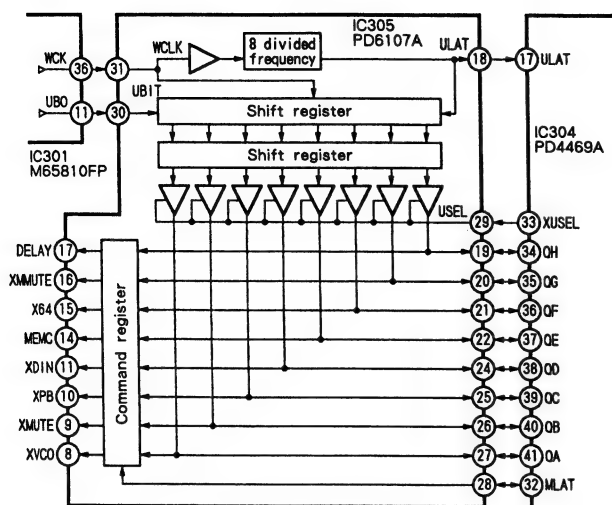 IC305
PD6107A
WCK 36 31 WCLK 8 divided frequency ULAT 18 17 ULAT
UBO 11 30 UBIT
Shift register
IC301
M65810FP
IC304
PD4469A
Shift register
USEL 29 33 XUSEL
DELAY 17 19 34 QH
XMMUTE 16 20 35 QG
X64 15 21 36 QF
MEMC 14 22 37 QE
XDIN 11 24 38 QD
XPB 10 25 39 QC
XMUTE 9 26 40 QB
XVCO 8 27 41 QA
Command register
28 32 MLAT